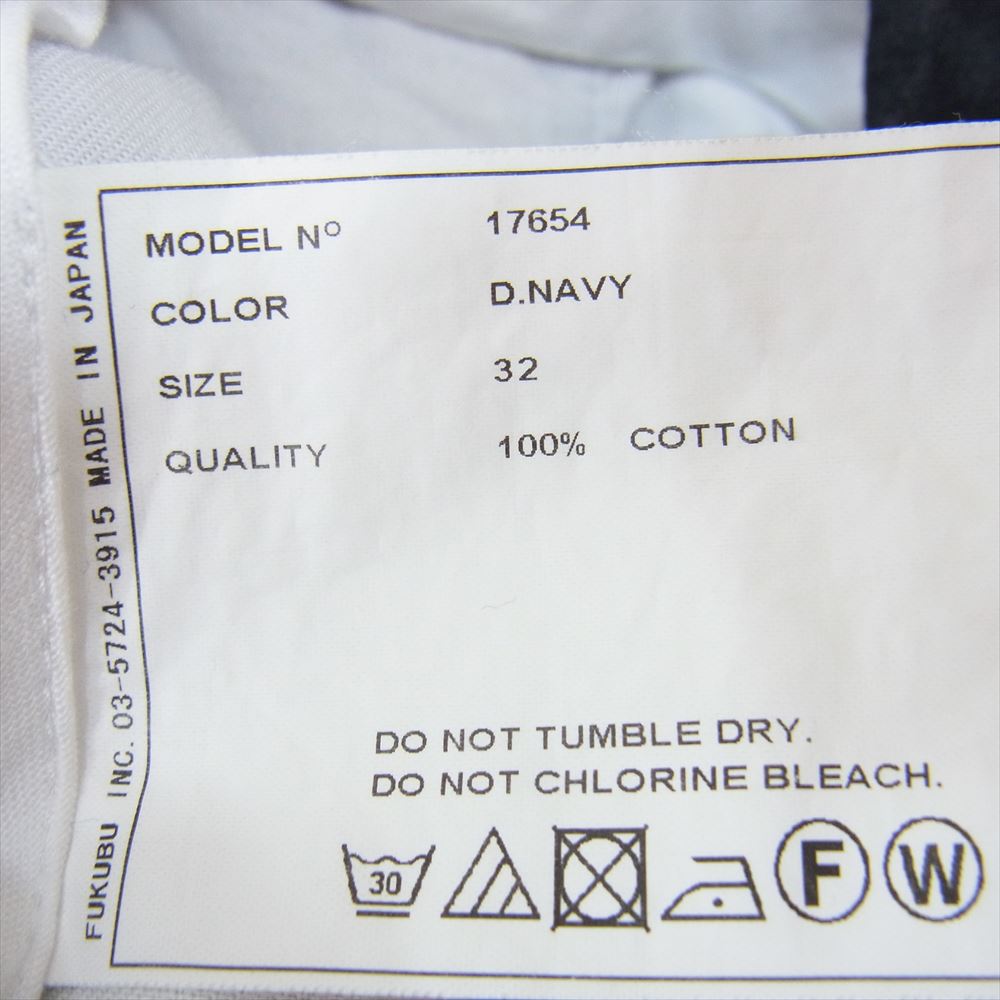 MODEL Nº 17654
COLOR D.NAVY
SIZE 32
QUALITY 100% COTTON
DO NOT TUMBLE DRY.
DO NOT CHLORINE BLEACH.
30 F W
FUKUBU INC. 03-5724-3915 MADE IN JAPAN